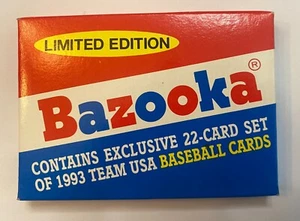 LIMITED EDITION
Bazooka®
CONTAINS EXCLUSIVE 22-CARD SET
OF 1993 TEAM USA BASEBALL CARDS